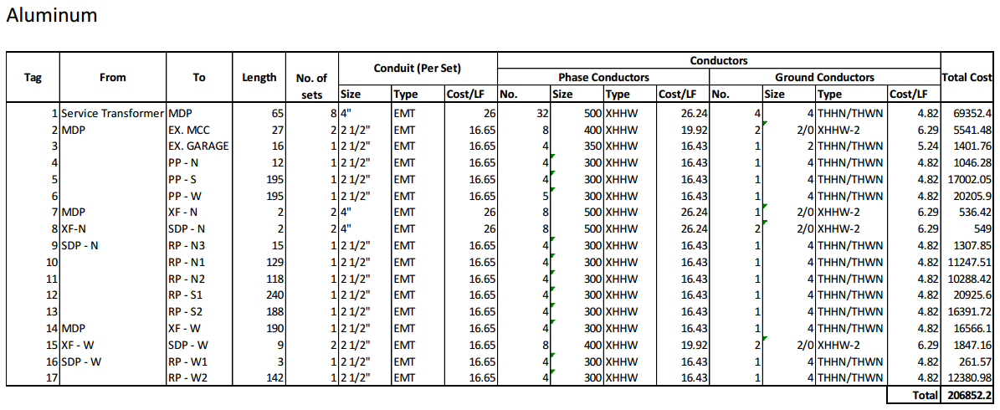 Aluminum
Conductors
Conduit (Per Set)
Phase Conductors Ground Conductors
Tag From To Length No. of sets Total Cost
Size Type Cost/LF No. Size Type Cost/LF No. Size Type Cost/LF
1 Service Transformer MDP 65 8 4" EMT 26 32 500 XHHW 26.24 4 4 THHN/THWN 4.82 69352.4
2 MDP EX. MCC 27 2 2 1/2" EMT 16.65 8 400 XHHW 19.92 2 2/0 XHHW-2 6.29 5541.48
3 EX. GARAGE 16 1 2 1/2" EMT 16.65 4 350 XHHW 16.43 1 2 THHN/THWN 5.24 1401.76
4 PP - N 12 1 2 1/2" EMT 16.65 4 300 XHHW 16.43 1 4 THHN/THWN 4.82 1046.28
5 PP - S 195 1 2 1/2" EMT 16.65 4 300 XHHW 16.43 1 4 THHN/THWN 4.82 17002.05
6 PP - W 195 1 2 1/2" EMT 16.65 5 300 XHHW 16.43 1 4 THHN/THWN 4.82 20205.9
7 MDP XF - N 2 2 4" EMT 26 8 500 XHHW 26.24 1 2/0 XHHW-2 6.29 536.42
8 XF-N SDP - N 2 2 4" EMT 26 8 500 XHHW 26.24 2 2/0 XHHW-2 6.29 549
9 SDP - N RP - N3 15 1 2 1/2" EMT 16.65 4 300 XHHW 16.43 1 4 THHN/THWN 4.82 1307.85
10 RP - N1 129 1 2 1/2" EMT 16.65 4 300 XHHW 16.43 1 4 THHN/THWN 4.82 11247.51
11 RP - N2 118 1 2 1/2" EMT 16.65 4 300 XHHW 16.43 1 4 THHN/THWN 4.82 10288.42
12 RP - S1 240 1 2 1/2" EMT 16.65 4 300 XHHW 16.43 1 4 THHN/THWN 4.82 20925.6
13 RP - S2 188 1 2 1/2" EMT 16.65 4 300 XHHW 16.43 1 4 THHN/THWN 4.82 16391.72
14 MDP XF - W 190 1 2 1/2" EMT 16.65 4 300 XHHW 16.43 1 4 THHN/THWN 4.82 16566.1
15 XF - W SDP - W 9 2 2 1/2" EMT 16.65 8 400 XHHW 19.92 2 2/0 XHHW-2 6.29 1847.16
16 SDP - W RP - W1 3 1 2 1/2" EMT 16.65 4 300 XHHW 16.43 1 4 THHN/THWN 4.82 261.57
17 RP - W2 142 1 2 1/2" EMT 16.65 4 300 XHHW 16.43 1 4 THHN/THWN 4.82 12380.98
Total 206852.2